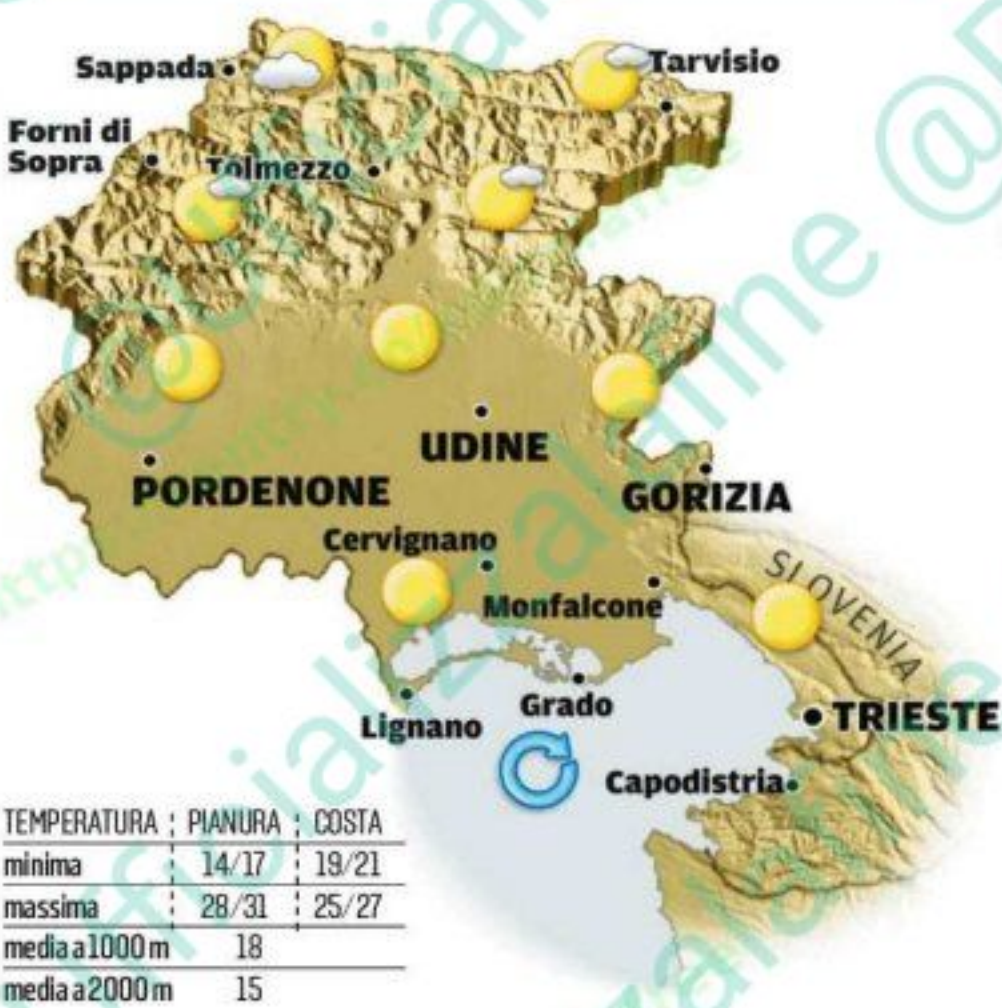 Sappada
Tarvisio
Forni di
Sopra
Tolmezzo
UDINE
PORDENONE
GORIZIA
Cervignano
SLOVENIA
Monfalcone
Grado
Lignano
TRIESTE
Capodistria
TEMPERATURA PIANURA COSTA
minima 14/17 19/21
massima 28/31 25/27
media a 1000 m 18
media a 2000 m 15